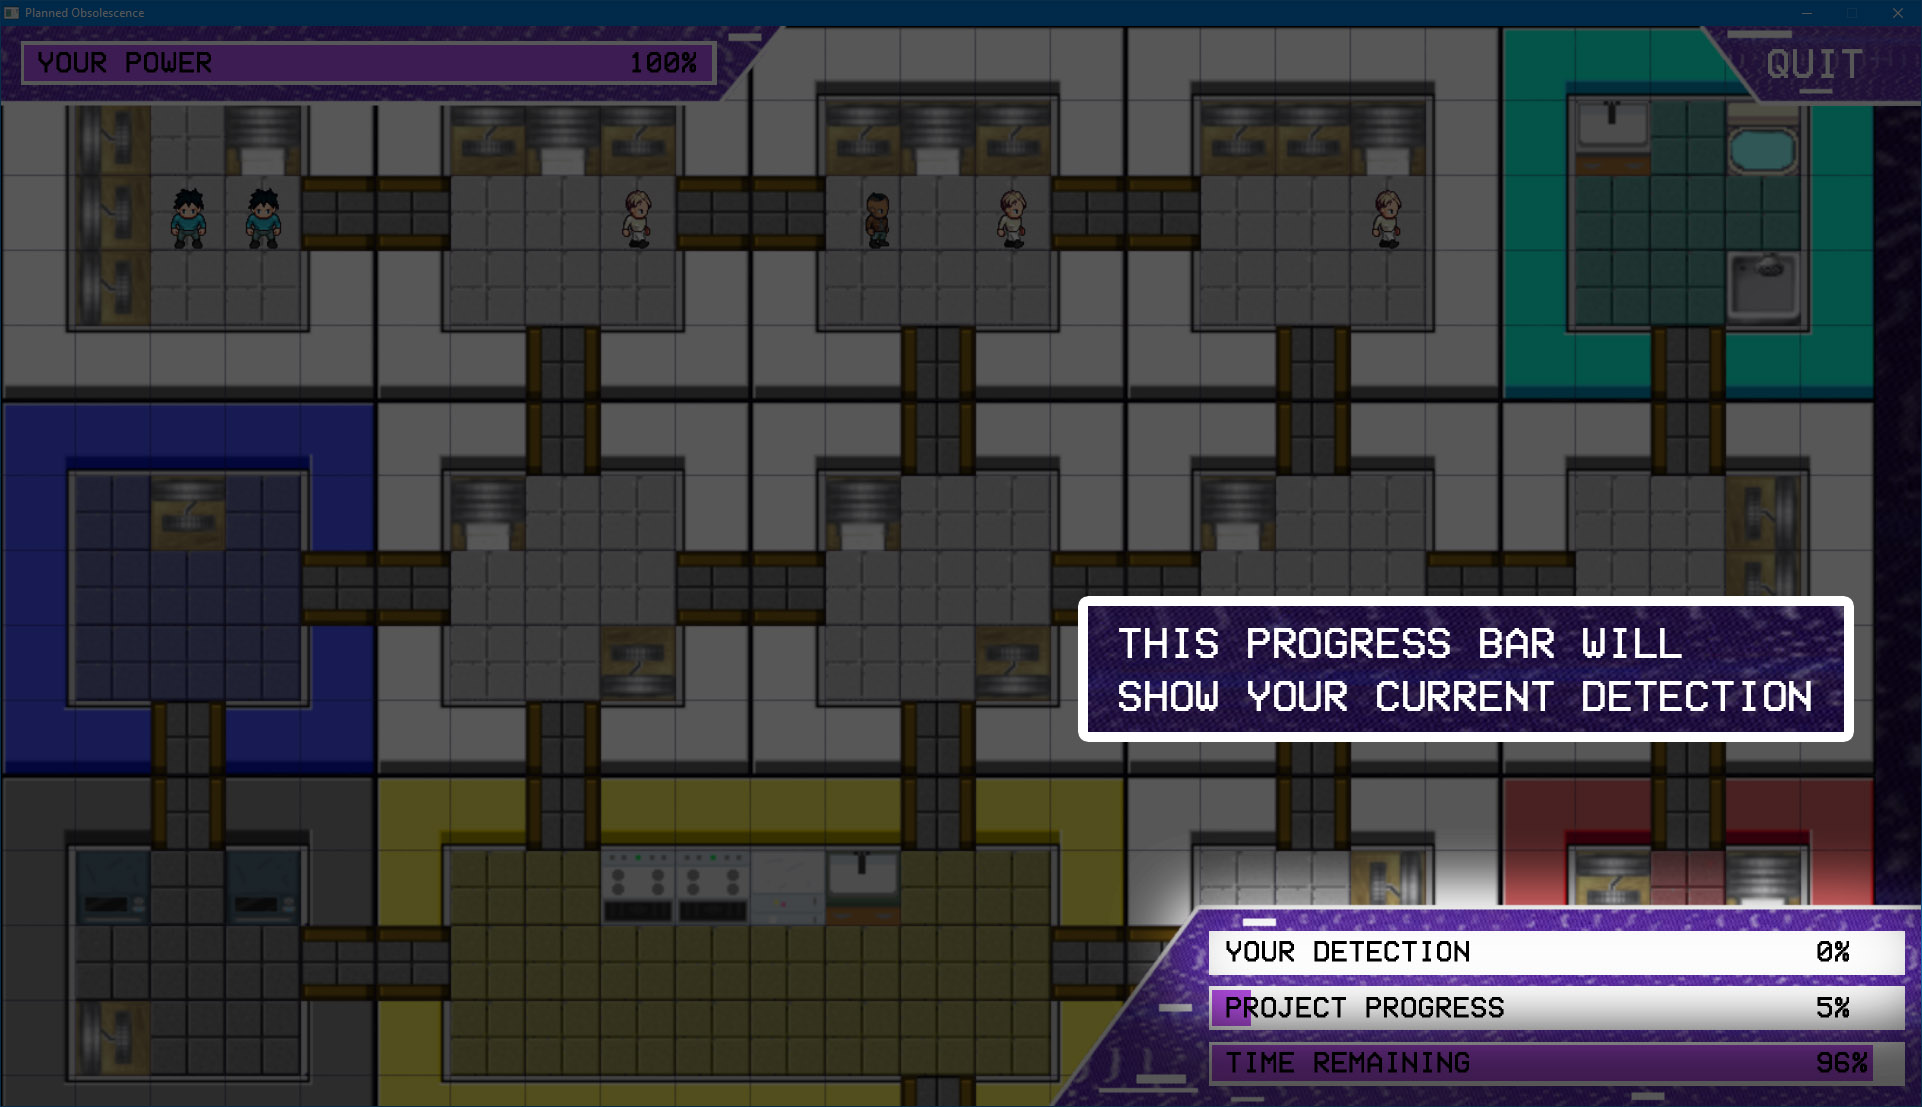 Planned Obsolescence
YOUR POWER 100%
QUIT
THIS PROGRESS BAR WILL
SHOW YOUR CURRENT DETECTION
YOUR DETECTION 0%
PROJECT PROGRESS 5%
TIME REMAINING 96%